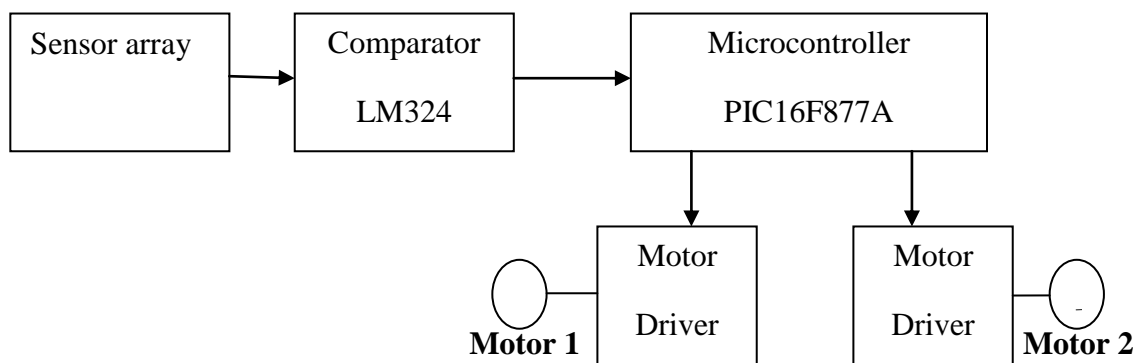 Sensor array
Comparator
LM324
Microcontroller
PIC16F877A
Motor
Driver
Motor 1
Motor
Driver
Motor 2